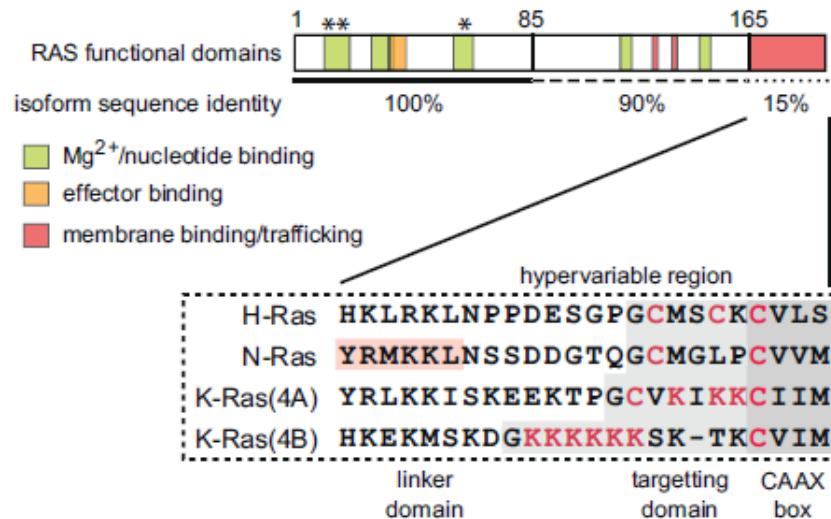 1 ** * 85 165
RAS functional domains
isoform sequence identity 100% 90% 15%
Mg2+/nucleotide binding
effector binding
membrane binding/trafficking
hypervariable region
H-Ras HKLRKLNPPDESGPGCMSCKCVLS
N-Ras YRMKKLNSSDDGTQGCMGLPCVVM
K-Ras(4A) YRLKKISKEEKTPGCVKIKKCIIM
K-Ras(4B) HKEKMSKDGKKKKKKSK-TKCVIM
linker targetting CAAX
domain domain box